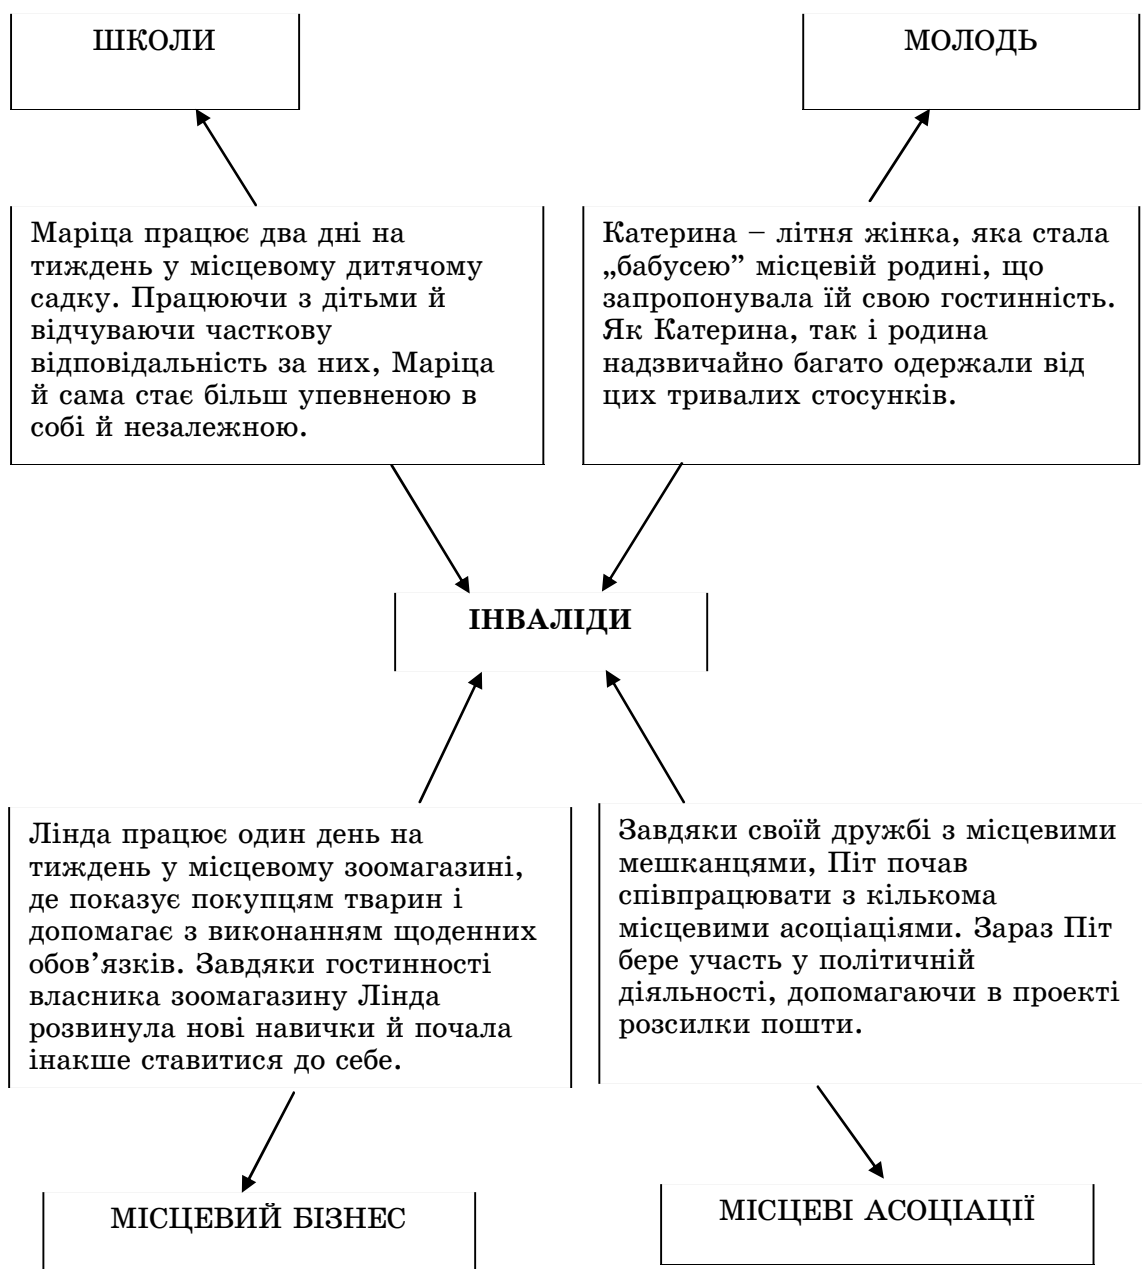 ШКОЛИ
МОЛОДЬ
Маріца працює два дні на
тиждень у місцевому дитячому
садку. Працюючи з дітьми й
відчуваючи часткову
відповідальність за них, Маріца
й сама стає більш упевненою в
собі й незалежною.
Катерина – літня жінка, яка стала
„бабусею” місцевій родині, що
запропонувала їй свою гостинність.
Як Катерина, так і родина
надзвичайно багато одержали від
цих тривалих стосунків.
ІНВАЛІДИ
Лінда працює один день на
тиждень у місцевому зоомагазині,
де показує покупцям тварин і
допомагає з виконанням щоденних
обов’язків. Завдяки гостинності
власника зоомагазину Лінда
розвинула нові навички й почала
інакше ставитися до себе.
Завдяки своїй дружбі з місцевими
мешканцями, Піт почав
співпрацювати з кількома
місцевими асоціаціями. Зараз Піт
бере участь у політичній
діяльності, допомагаючи в проекті
розсилки пошти.
МІСЦЕВИЙ БІЗНЕС
МІСЦЕВІ АСОЦІАЦІЇ